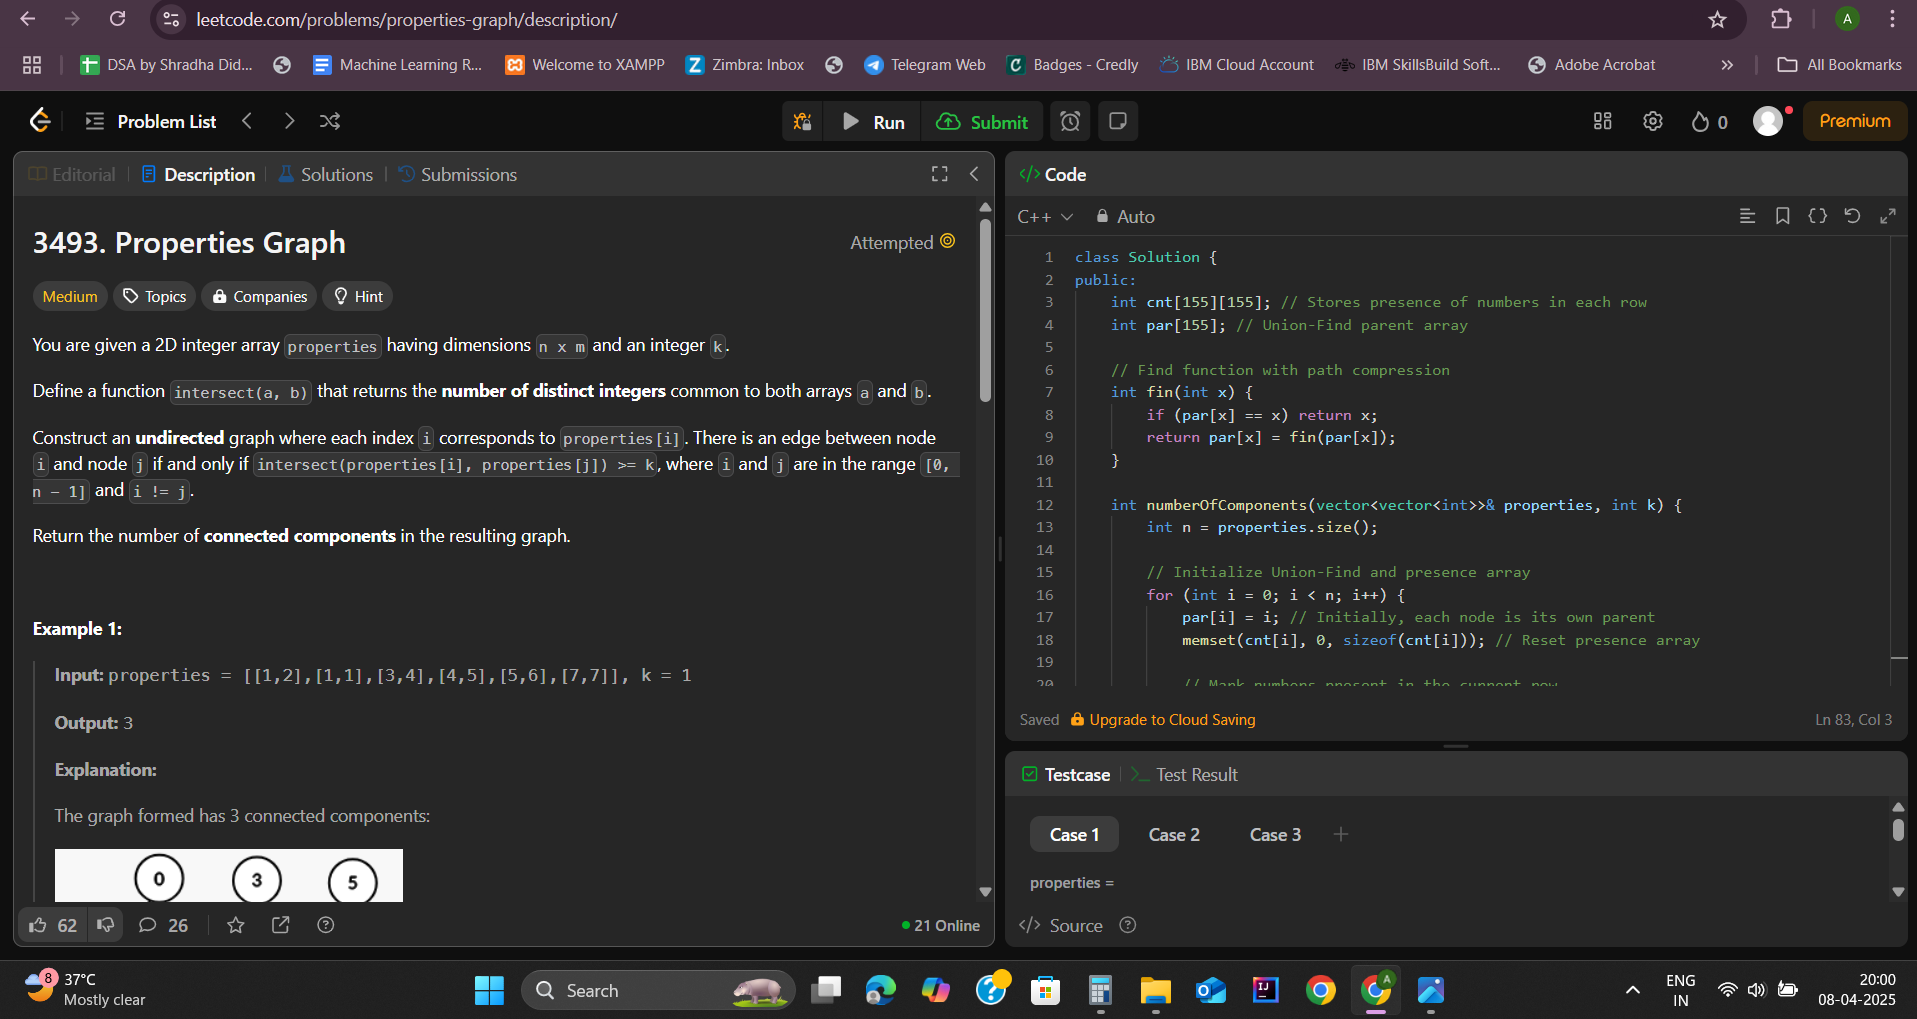 leetcode.com/problems/properties-graph/description/
A
DSA by Shradha Did...
Machine Learning R...
Welcome to XAMPP
Zimbra: Inbox
Telegram Web
Badges - Credly
IBM Cloud Account
IBM SkillsBuild Soft...
Adobe Acrobat
All Bookmarks
Problem List
Run
Submit
0
Premium
Editorial
Description
Solutions
Submissions
3493. Properties Graph
Attempted
Medium
Topics
Companies
Hint
You are given a 2D integer array properties having dimensions n x m and an integer k.
Define a function intersect(a, b) that returns the number of distinct integers common to both arrays a and b.
Construct an undirected graph where each index i corresponds to properties[i]. There is an edge between node
i and node j if and only if intersect(properties[i], properties[j]) >= k, where i and j are in the range [0,
n - 1] and i != j.
Return the number of connected components in the resulting graph.
Example 1:
Input: properties = [[1,2],[1,1],[3,4],[4,5],[5,6],[7,7]], k = 1
Output: 3
Explanation:
The graph formed has 3 connected components:
0 3 5
62
26
21 Online
</> Code
C++
Auto
1 class Solution {
2 public:
3 int cnt[155][155]; // Stores presence of numbers in each row
4 int par[155]; // Union-Find parent array
5
6 // Find function with path compression
7 int fin(int x) {
8 if (par[x] == x) return x;
9 return par[x] = fin(par[x]);
10 }
11
12 int numberOfComponents(vector<vector<int>>& properties, int k) {
13 int n = properties.size();
14
15 // Initialize Union-Find and presence array
16 for (int i = 0; i < n; i++) {
17 par[i] = i; // Initially, each node is its own parent
18 memset(cnt[i], 0, sizeof(cnt[i])); // Reset presence array
19
20 // Mark numbers present in the current row
Saved
Upgrade to Cloud Saving
Ln 83, Col 3
Testcase
Test Result
Case 1
Case 2
Case 3
properties =
</> Source
8
37°C
Mostly clear
Search
IJ
A
ENG
IN
20:00
08-04-2025